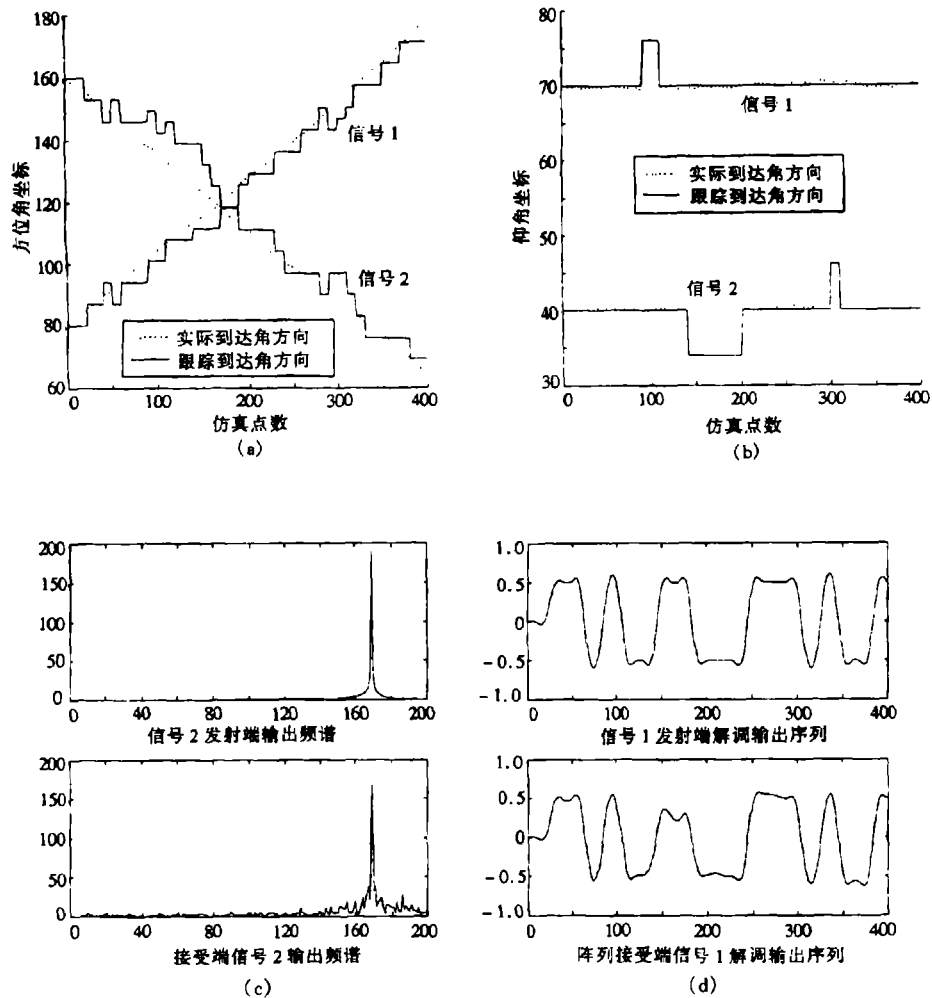 180
160
140
120
100
80
60
方位角坐标
信号 1
信号 2
实际到达角方向
跟踪到达角方向
0 100 200 300 400
仿真点数
(a)
80
70
60
50
40
30
仰角坐标
信号 1
实际到达角方向
跟踪到达角方向
信号 2
0 100 200 300 400
仿真点数
(b)
200
150
100
50
0
0 40 80 120 160 200
信号 2 发射端输出频谱
200
150
100
50
0
0 40 80 120 160 200
接受端信号 2 输出频谱
(c)
1.0
0.5
0
-0.5
-1.0
0 100 200 300 400
信号 1 发射端解调输出序列
1.0
0.5
0
-0.5
-1.0
0 100 200 300 400
阵列接受端信号 1 解调输出序列
(d)